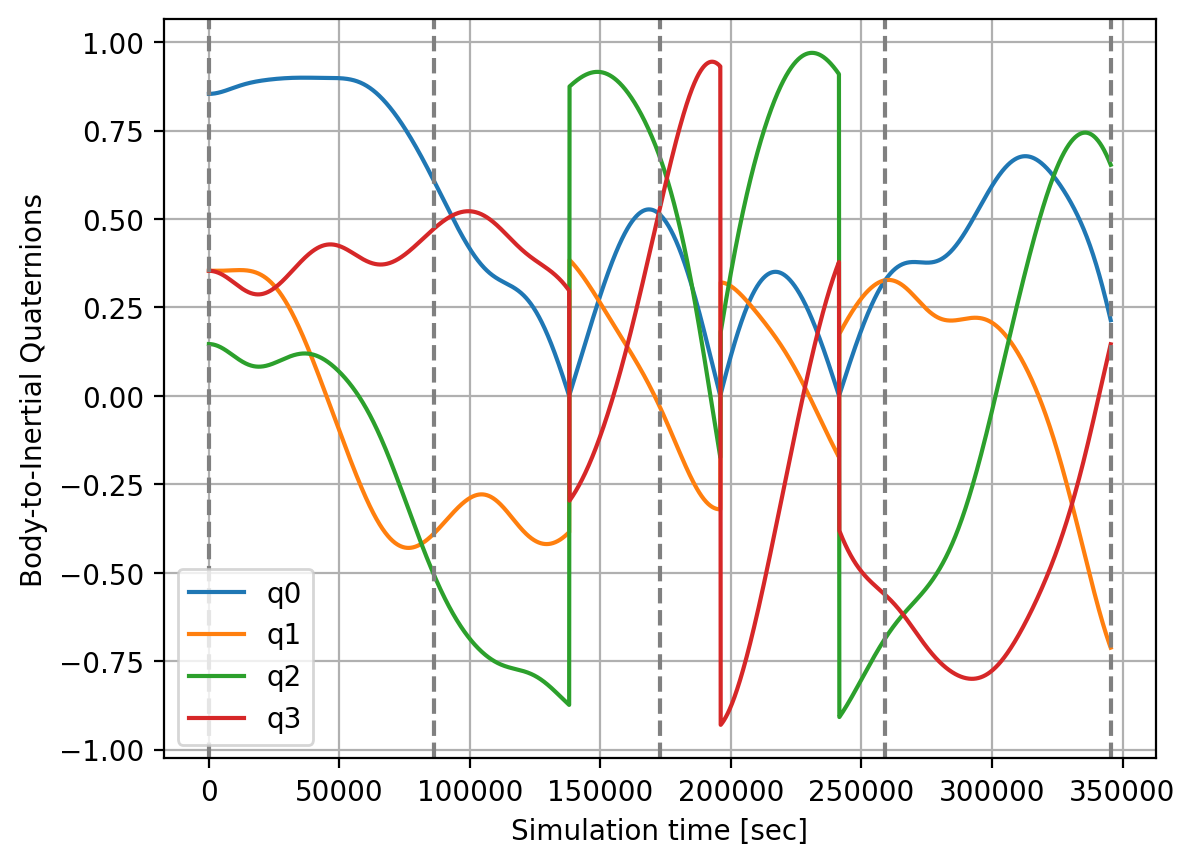 1.00
0.75
0.50
0.25
0.00
−0.25
−0.50
−0.75
−1.00
Body-to-Inertial Quaternions
q0
q1
q2
q3
0 50000 100000 150000 200000 250000 300000 350000
Simulation time [sec]